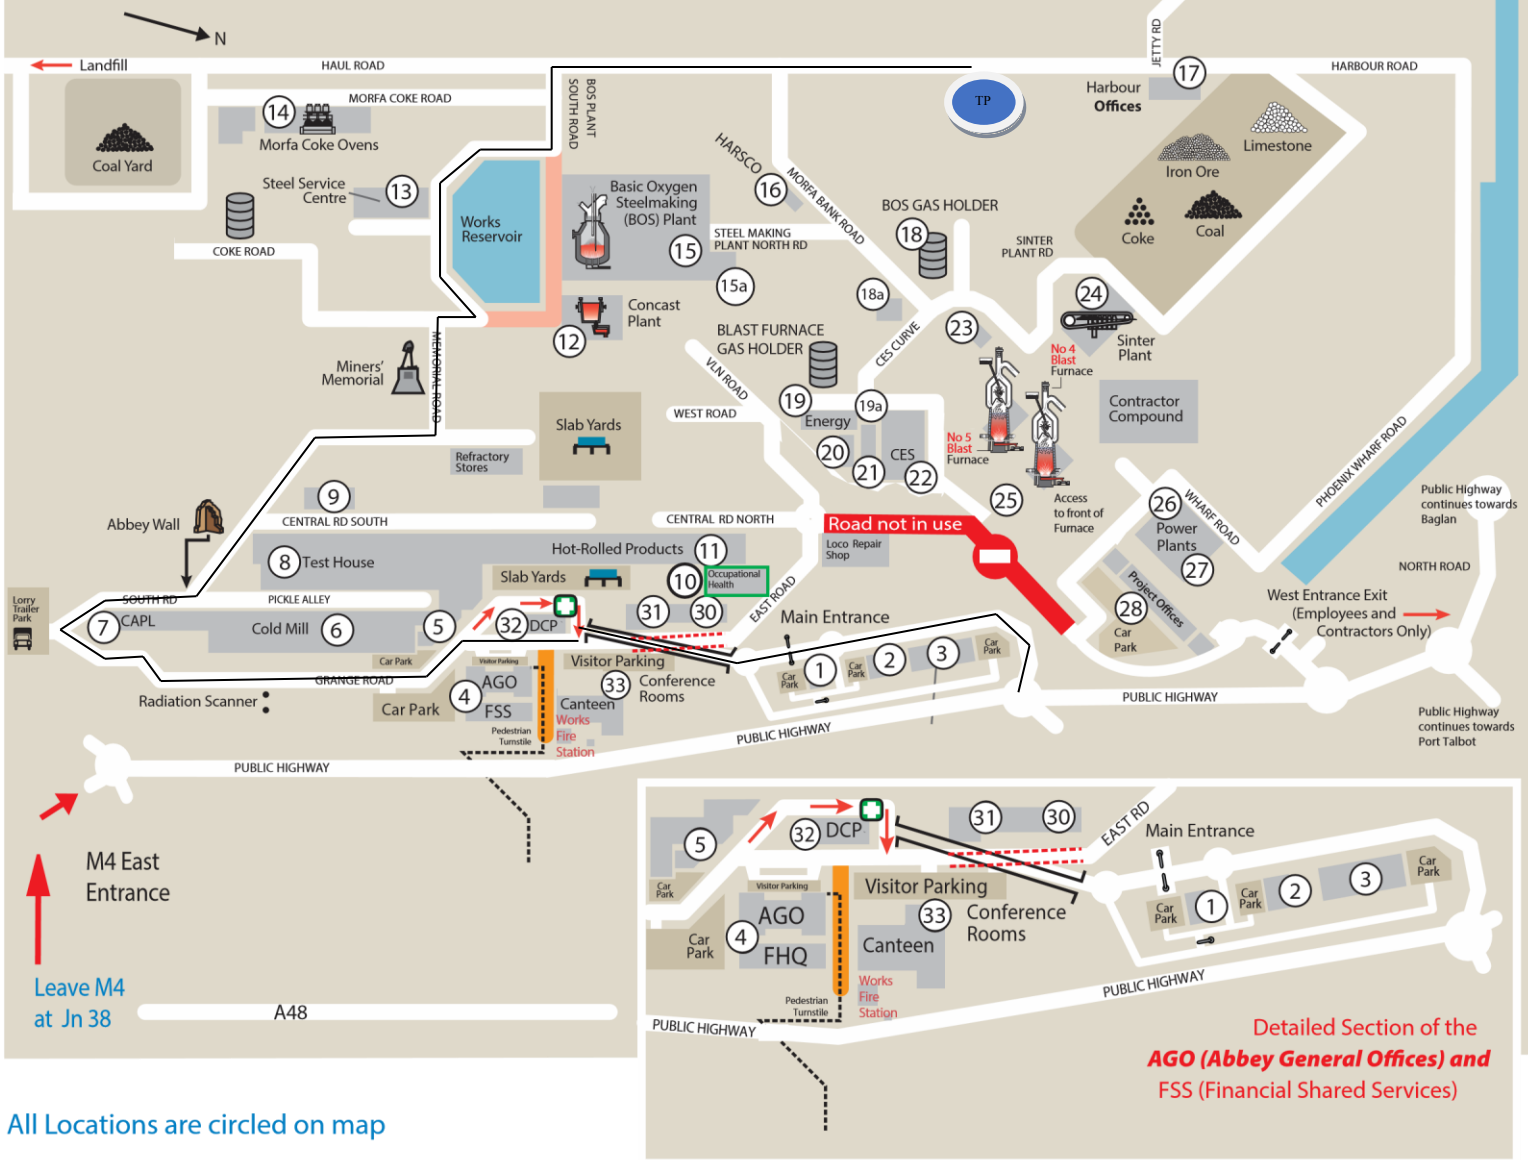 N
Landfill
HAUL ROAD
JETTY RD
HARBOUR ROAD
MORFA COKE ROAD
BOS PLANT
SOUTH ROAD
TP
Harbour
Offices
17
14
Morfa Coke Ovens
Coal Yard
Limestone
Iron Ore
Coke
Coal
HARSCO
16
MORFA BANK ROAD
Steel Service
Centre
13
Works
Reservoir
Basic Oxygen
Steelmaking
(BOS) Plant
15
15a
STEEL MAKING
PLANT NORTH RD
BOS GAS HOLDER
18
SINTER
PLANT RD
COKE ROAD
18a
24
Concast
Plant
12
BLAST FURNACE
GAS HOLDER
CES CURVE
23
Sinter
Plant
No 4
Blast
Furnace
Miners'
Memorial
MEMORIAL ROAD
VLN ROAD
19
19a
Energy
WEST ROAD
Contractor
Compound
Slab Yards
No 5
Blast
Furnace
20
21
CES
22
Refractory
Stores
PHOENIX WHARF ROAD
9
25
Access
to front of
Furnace
26
WHARF ROAD
Power
Plants
27
Public Highway
continues towards
Baglan
Abbey Wall
CENTRAL RD SOUTH
CENTRAL RD NORTH
Road not in use
Loco Repair
Shop
8
Test House
Hot-Rolled Products
11
NORTH ROAD
Slab Yards
10
Occupational
Health
EAST ROAD
Project Offices
28
Car
Park
West Entrance Exit
(Employees and
Contractors Only)
Lorry
Trailer
Park
SOUTH RD
PICKLE ALLEY
7
CAPL
Cold Mill
6
5
32
DCP
31
30
Main Entrance
1
2
3
Car
Park
Car
Park
Car
Park
Car Park
Visitor Parking
Visitor Parking
GRANGE ROAD
Radiation Scanner
Car Park
4
AGO
FSS
33
Conference
Rooms
Canteen
Works
Fire
Station
Pedestrian
Turnstile
PUBLIC HIGHWAY
PUBLIC HIGHWAY
PUBLIC HIGHWAY
Public Highway
continues towards
Port Talbot
M4 East
Entrance
Leave M4
at Jn 38
A48
5
32
DCP
31
30
EAST RD
Main Entrance
Car
Park
Visitor Parking
Visitor Parking
1
2
3
Car
Park
Car
Park
Car
Park
Car
Park
4
AGO
FHQ
33
Conference
Rooms
Canteen
Works
Fire
Station
Pedestrian
Turnstile
PUBLIC HIGHWAY
PUBLIC HIGHWAY
Detailed Section of the
AGO (Abbey General Offices) and
FSS (Financial Shared Services)
All Locations are circled on map